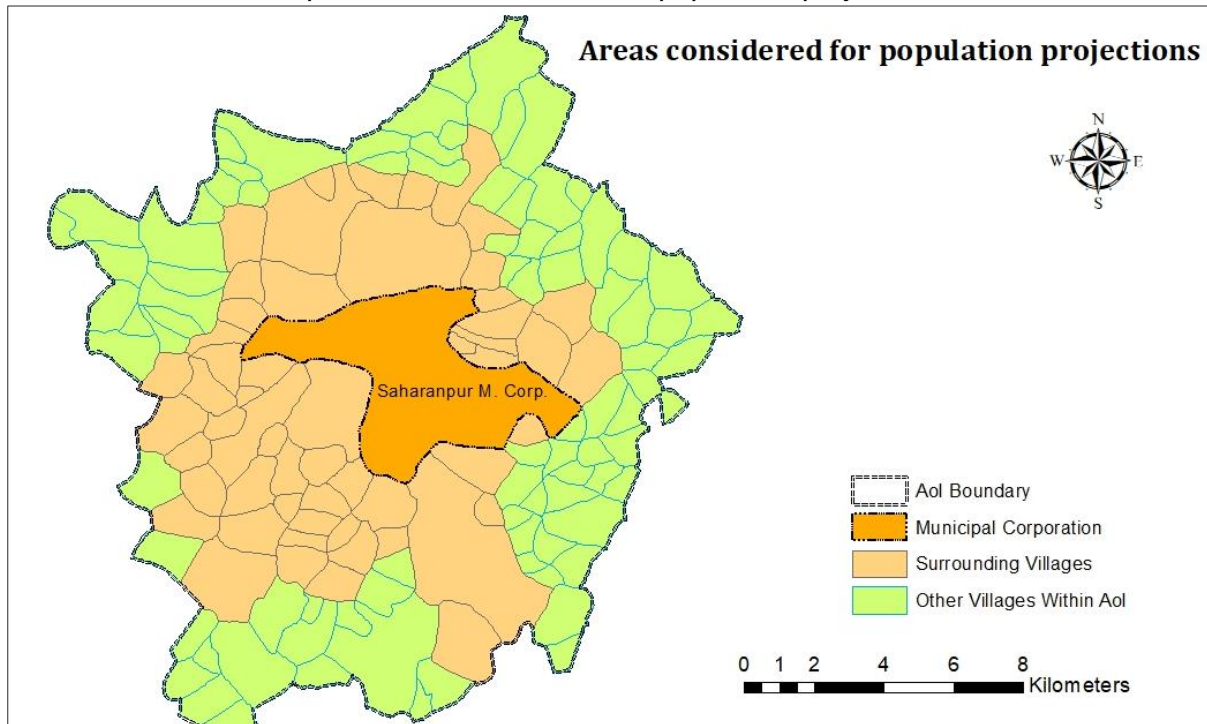 Areas considered for population projections
N
W E
S
Saharanpur M. Corp.
AoI Boundary
Municipal Corporation
Surrounding Villages
Other Villages Within AoI
0 1 2 4 6 8
Kilometers